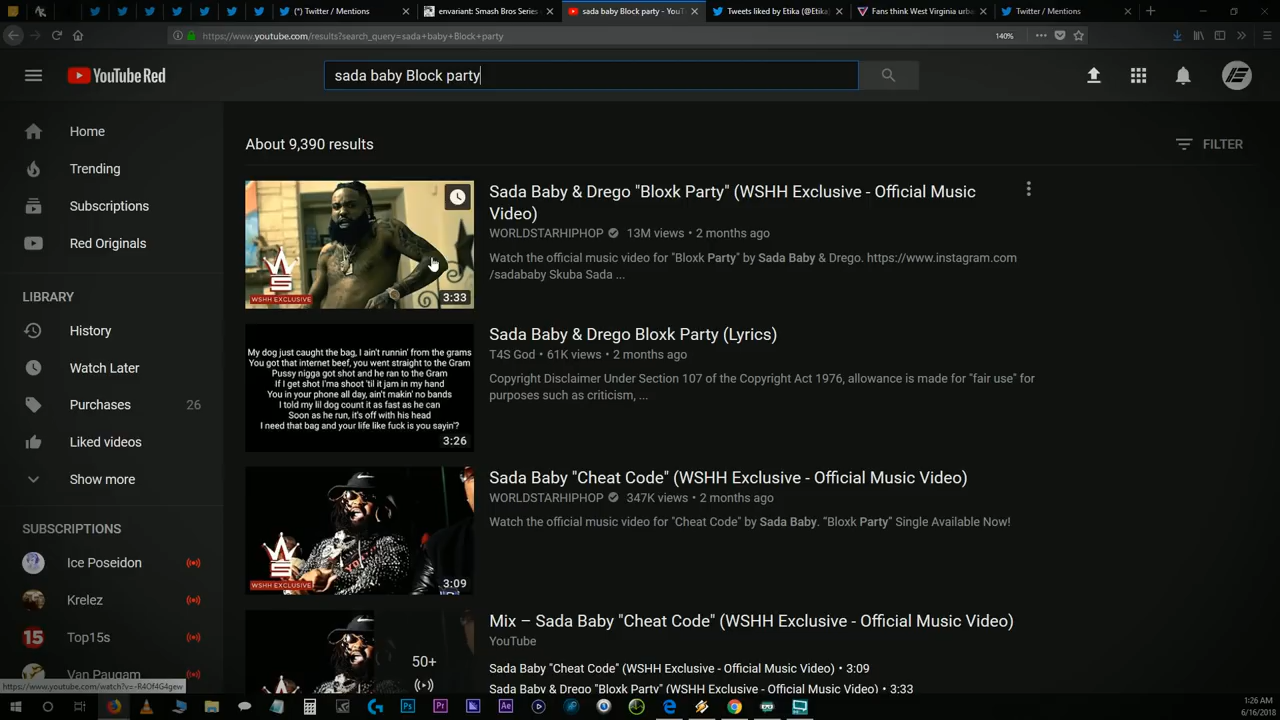 (*) Twitter / Mentions
envariant: Smash Bros Series
sada baby Block party - YouT
Tweets liked by Etika (@Etika)
Fans think West Virginia urba
Twitter / Mentions
https://www.youtube.com/results?search_query=sada+baby+Block+party
140%
YouTube Red
sada baby Block party
Home
Trending
Subscriptions
Red Originals
LIBRARY
History
Watch Later
Purchases 26
Liked videos
Show more
SUBSCRIPTIONS
Ice Poseidon
Krelez
15 Top15s
Van Paugam
https://www.youtube.com/watch?v=-R4Of4G4gew
About 9,390 results
FILTER
WSHH EXCLUSIVE
3:33
Sada Baby & Drego "Bloxk Party" (WSHH Exclusive - Official Music
Video)
WORLDSTARHIPHOP 13M views • 2 months ago
Watch the official music video for "Bloxk Party" by Sada Baby & Drego. https://www.instagram.com
/sadababy Skuba Sada ...
My dog just caught the bag, I ain't runnin' from the grams
You got that internet beef, you went straight to the Gram
Pussy nigga got shot and he ran to the Gram
If I get shot I'ma shoot 'til it jam in my hand
You in your phone all day, ain't makin' no bands
I told my lil dog count it as fast as he can
Soon as he run, it's off with his head
I need that bag and your life like fuck is you sayin'?
3:26
Sada Baby & Drego Bloxk Party (Lyrics)
T4S God • 61K views • 2 months ago
Copyright Disclaimer Under Section 107 of the Copyright Act 1976, allowance is made for "fair use" for
purposes such as criticism, ...
WSHH EXCLUSIVE
3:09
Sada Baby "Cheat Code" (WSHH Exclusive - Official Music Video)
WORLDSTARHIPHOP 347K views • 2 months ago
Watch the official music video for "Cheat Code" by Sada Baby. "Bloxk Party" Single Available Now!
50+
Mix – Sada Baby "Cheat Code" (WSHH Exclusive - Official Music Video)
YouTube
Sada Baby "Cheat Code" (WSHH Exclusive - Official Music Video) • 3:09
Sada Baby & Drego "Bloxk Party" (WSHH Exclusive - Official Music Video) • 3:33
Ps
Pr
Ae
1:26 AM
6/16/2018